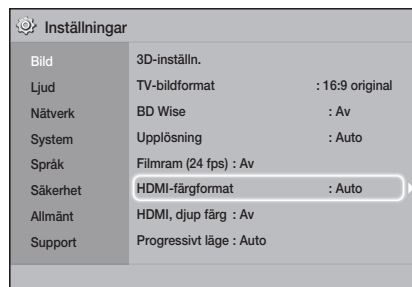 Inställningar
Bild
Ljud
Nätverk
System
Språk
Säkerhet
Allmänt
Support
3D-inställn.
TV-bildformat : 16:9 original
BD Wise : Av
Upplösning : Auto
Filmram (24 fps) : Av
HDMI-färgformat : Auto
HDMI, djup färg : Av
Progressivt läge : Auto